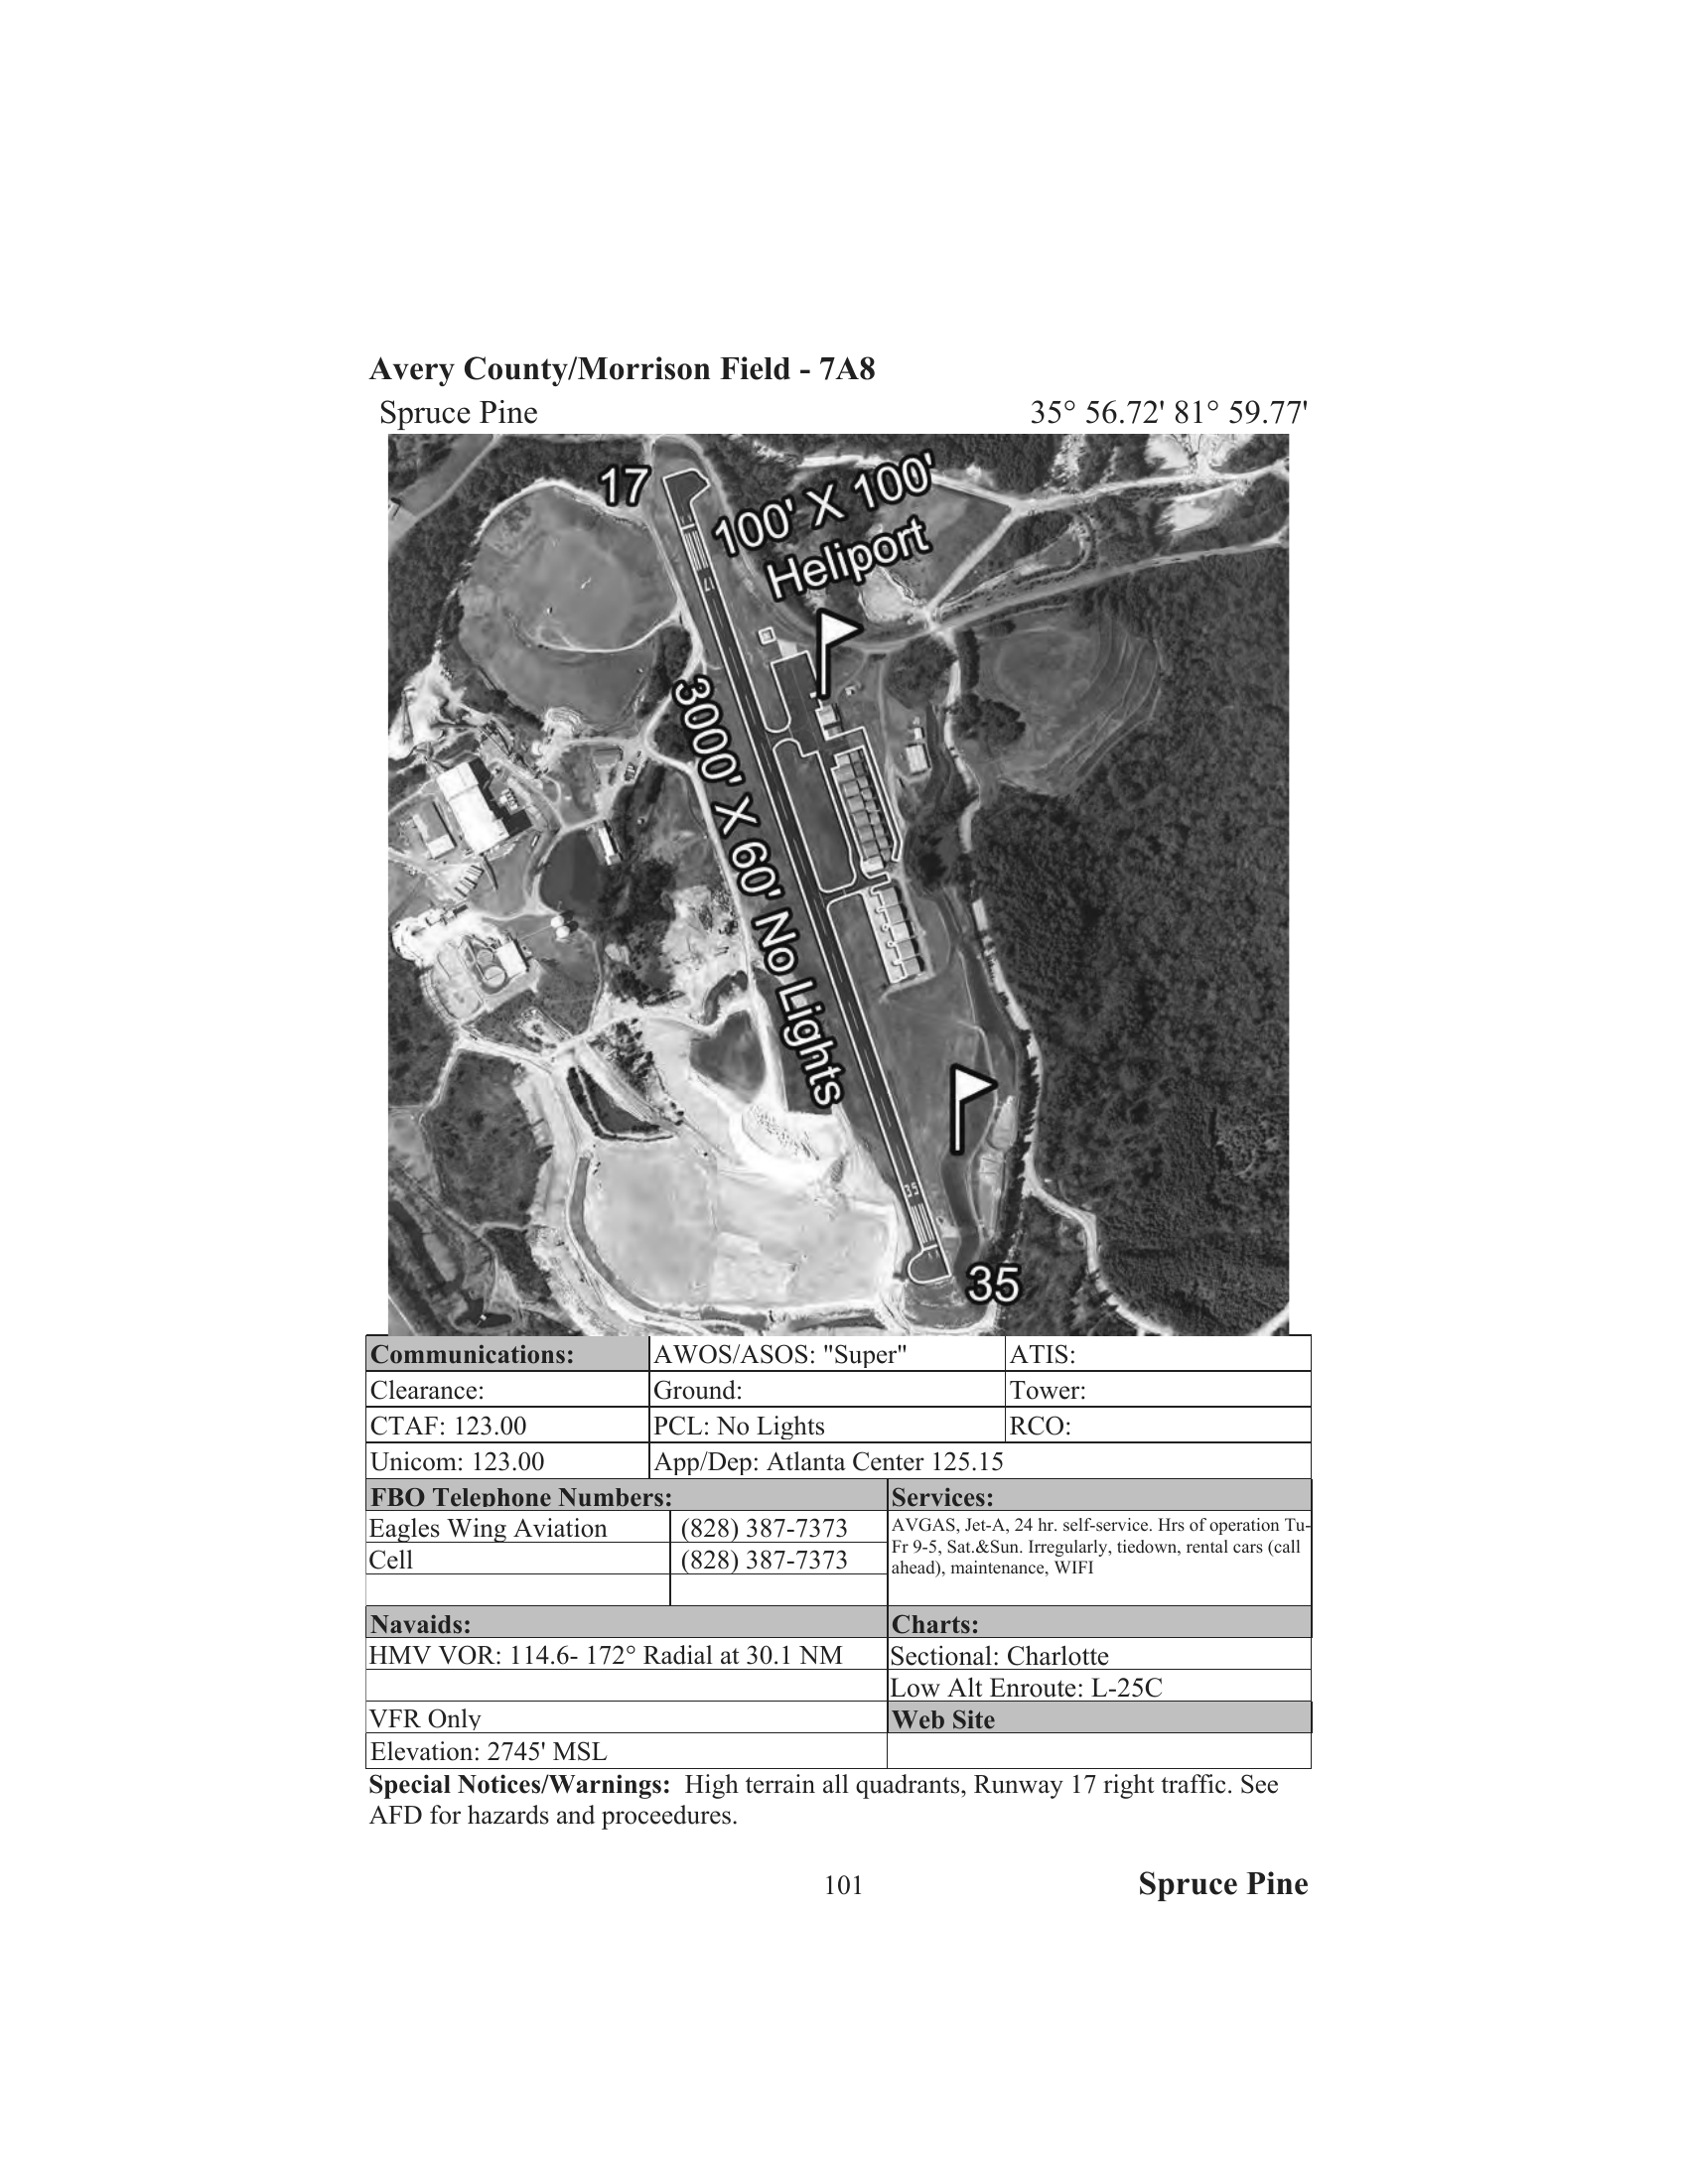 Avery County/Morrison Field - 7A8
Spruce Pine 35° 56.72' 81° 59.77'
17
100' X 100'
Heliport
3000' X 60' No Lights
17
35
35
Communications: AWOS/ASOS: "Super" ATIS:
Clearance: Ground: Tower:
CTAF: 123.00 PCL: No Lights RCO:
Unicom: 123.00 App/Dep: Atlanta Center 125.15
FBO Telephone Numbers: Services:
Eagles Wing Aviation (828) 387-7373
Cell (828) 387-7373
AVGAS, Jet-A, 24 hr. self-service. Hrs of operation Tu-
Fr 9-5, Sat.&Sun. Irregularly, tiedown, rental cars (call
ahead), maintenance, WIFI
Navaids: Charts:
HMV VOR: 114.6- 172° Radial at 30.1 NM Sectional: Charlotte
Low Alt Enroute: L-25C
VFR Only Web Site
Elevation: 2745' MSL
Special Notices/Warnings: High terrain all quadrants, Runway 17 right traffic. See
AFD for hazards and proceedures.
101 Spruce Pine